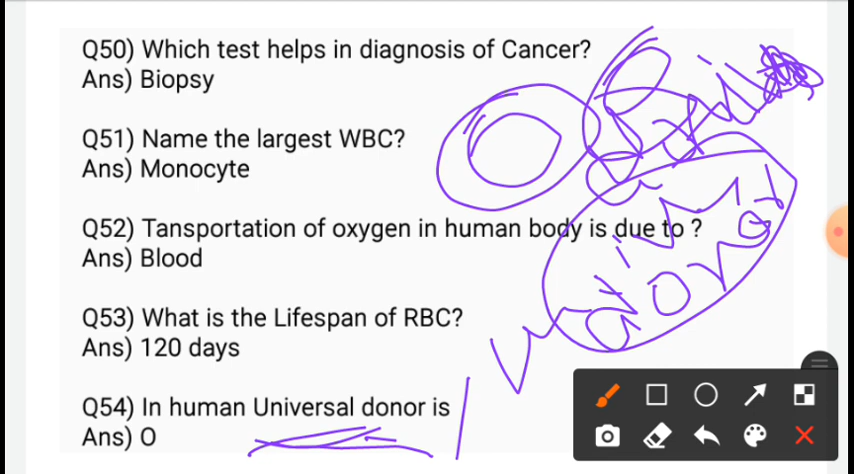 Q50) Which test helps in diagnosis of Cancer?
Ans) Biopsy
Q51) Name the largest WBC?
Ans) Monocyte
Q52) Tansportation of oxygen in human body is due to ?
Ans) Blood
Q53) What is the Lifespan of RBC?
Ans) 120 days
Q54) In human Universal donor is
Ans) O
O